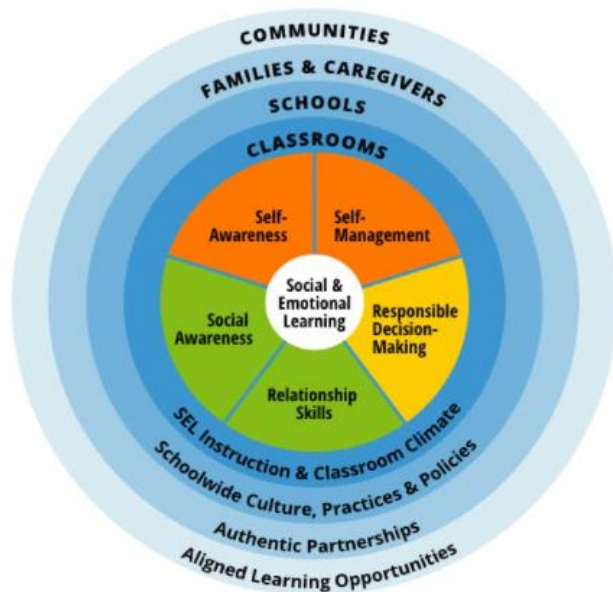 COMMUNITIES
FAMILIES & CAREGIVERS
SCHOOLS
CLASSROOMS
Self-
Awareness
Self-
Management
Social &
Emotional
Learning
Social
Awareness
Responsible
Decision-
Making
Relationship
Skills
SEL Instruction & Classroom Climate
Schoolwide Culture, Practices & Policies
Authentic Partnerships
Aligned Learning Opportunities